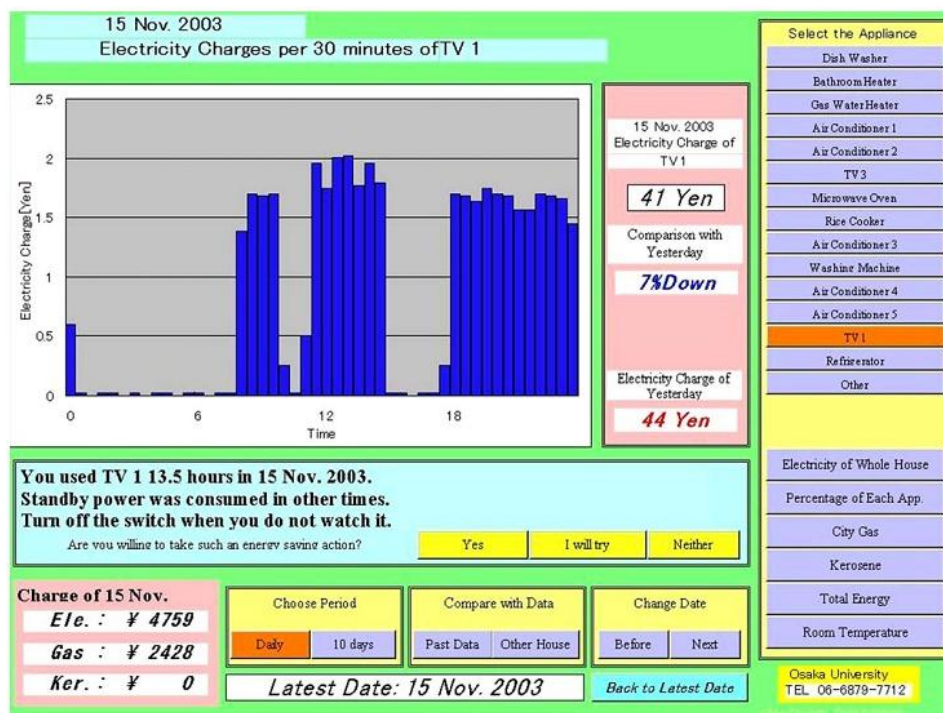 15 Nov. 2003
Electricity Charges per 30 minutes ofTV 1
2.5
2
1.5
1
0.5
0
Electricity Charge[Yen]
0 6 12 18
Time
15 Nov. 2003
Electricity Charge of
TV1
41 Yen
Comparison with
Yesterday
7%Down
Electricity Charge of
Yesterday
44 Yen
Select the Appliance
Dish Washer
Bathroom Heater
Gas Water Heater
Air Conditioner 1
Air Conditioner 2
TV 3
Microwave Oven
Rice Cooker
Air Conditioner 3
Washing Machine
Air Conditioner 4
Air Conditioner 5
TV 1
Refrirerator
Other
Electricity of Whole House
Percentage of Each App.
City Gas
Kerosene
Total Energy
Room Temperature
You used TV 1 13.5 hours in 15 Nov. 2003.
Standby power was consumed in other times.
Turn off the switch when you do not watch it.
Are you willing to take such an energy saving action?
Yes
I will try
Neither
Charge of 15 Nov.
Ele. : ¥ 4759
Gas : ¥ 2428
Ker. : ¥ 0
Choose Period
Daily
10 days
Compare with Data
Past Data
Other House
Change Date
Before
Next
Latest Date: 15 Nov. 2003
Back to Latest Date
Osaka University
TEL 06-6879-7712